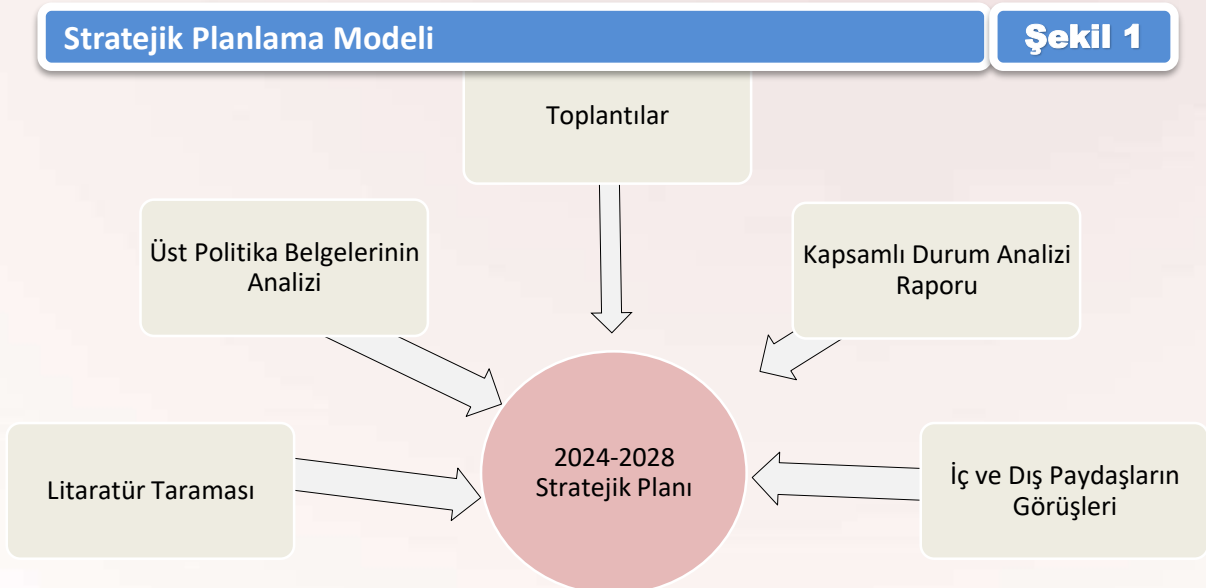 Stratejik Planlama Modeli
Şekil 1
Toplantılar
Üst Politika Belgelerinin
Analizi
Kapsamlı Durum Analizi
Raporu
Litaratür Taraması
2024-2028
Stratejik Planı
İç ve Dış Paydaşların
Görüşleri